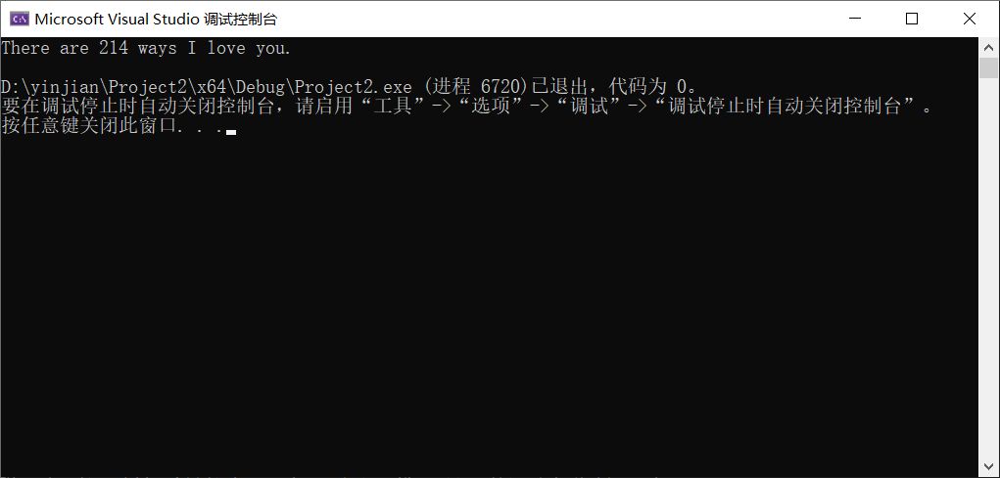 Microsoft Visual Studio 调试控制台
There are 214 ways I love you.
D:\yinjian\Project2\x64\Debug\Project2.exe (进程 6720)已退出，代码为 0。
要在调试停止时自动关闭控制台，请启用“工具”->“选项”->“调试”->“调试停止时自动关闭控制台”。
按任意键关闭此窗口. . .